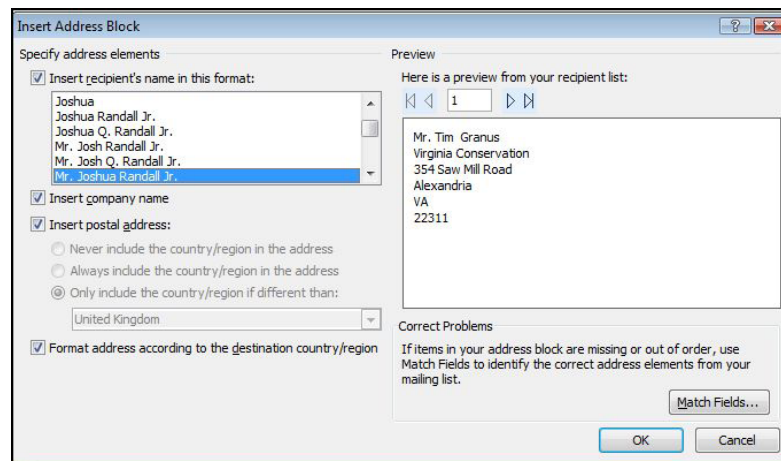 Insert Address Block
Specify address elements
Insert recipient's name in this format:
Joshua
Joshua Randall Jr.
Joshua Q. Randall Jr.
Mr. Josh Randall Jr.
Mr. Josh Q. Randall Jr.
Mr. Joshua Randall Jr.
Insert company name
Insert postal address:
Never include the country/region in the address
Always include the country/region in the address
Only include the country/region if different than:
United Kingdom
Format address according to the destination country/region
Preview
Here is a preview from your recipient list:
1
Mr. Tim Granus
Virginia Conservation
354 Saw Mill Road
Alexandria
VA
22311
Correct Problems
If items in your address block are missing or out of order, use
Match Fields to identify the correct address elements from your
mailing list.
Match Fields...
OK
Cancel